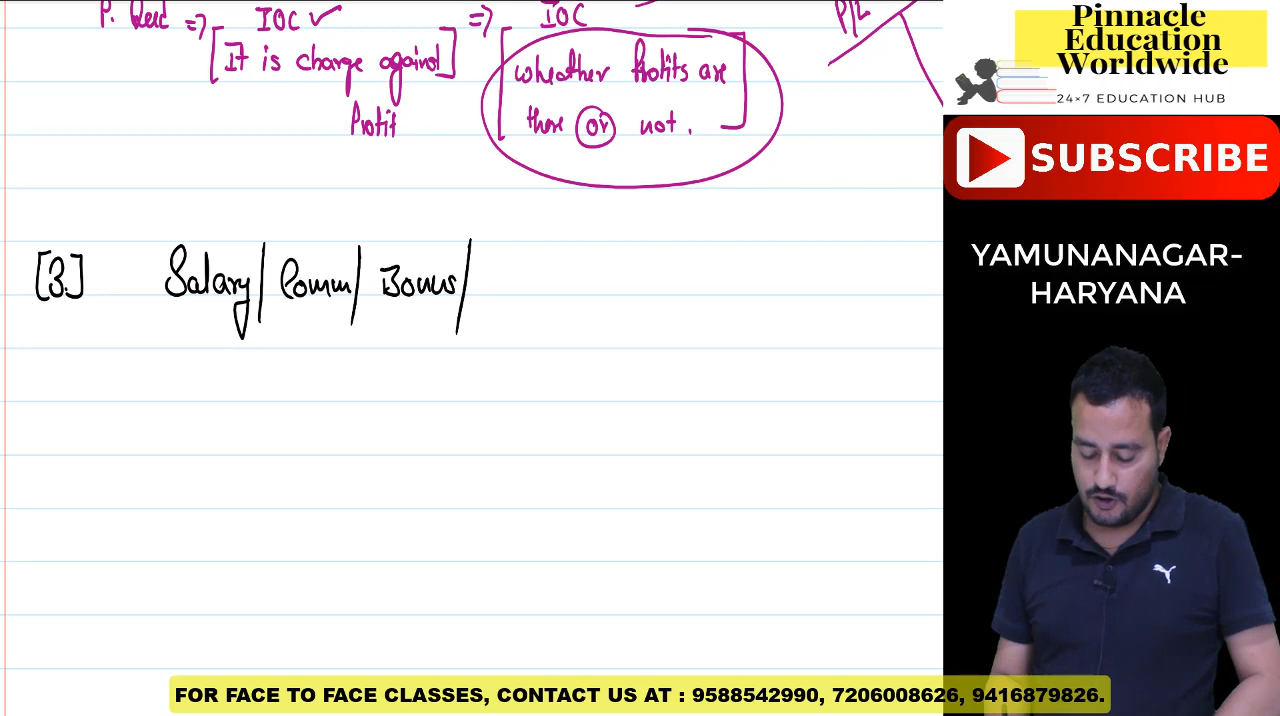 P. Deed => IOC ✓ => IOC P/L
[It is charge against] [whether Profits are
Profit there or not.]
[3.] Salary/ Comm/ Bonus/
Pinnacle
Education
Worldwide
24×7 EDUCATION HUB
SUBSCRIBE
YAMUNANAGAR-
HARYANA
FOR FACE TO FACE CLASSES, CONTACT US AT : 9588542990, 7206008626, 9416879826.